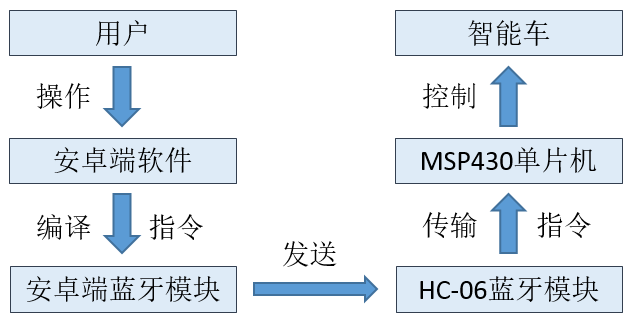 用户
操作
安卓端软件
编译 指令
安卓端蓝牙模块
发送
HC-06蓝牙模块
传输 指令
MSP430单片机
控制
智能车